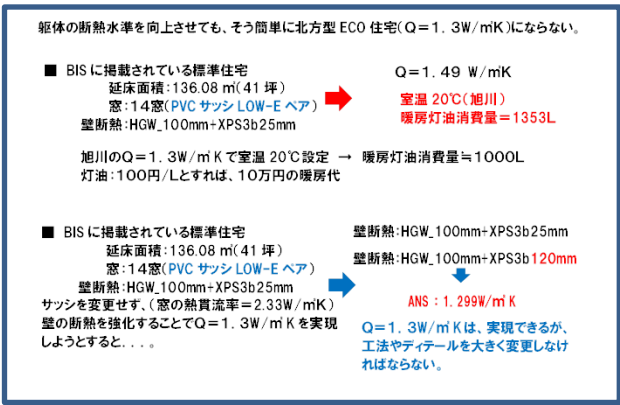 躯体の断熱水準を向上させても、そう簡単に北方型ECO住宅(Q=1.3W/㎡K)にならない。
■ BISに掲載されている標準住宅
延床面積:136.08㎡(41坪)
窓:14窓(PVCサッシLOW-Eペア)
壁断熱:HGW_100mm+XPS3b25mm
Q=1.49 W/㎡K
室温20℃(旭川)
暖房灯油消費量=1353L
旭川のQ=1.3W/㎡Kで室温20℃設定 → 暖房灯油消費量≒1000L
灯油:100円/Lとすれば、10万円の暖房代
■ BISに掲載されている標準住宅
延床面積:136.08㎡(41坪)
窓:14窓(PVCサッシLOW-Eペア)
壁断熱:HGW_100mm+XPS3b25mm
サッシを変更せず、(窓の熱貫流率=2.33W/㎡K)
壁の断熱を強化することでQ=1.3W/㎡Kを実現
しようとすると...。
壁断熱:HGW_100mm+XPS3b25mm
壁断熱:HGW_100mm+XPS3b120mm
ANS:1.299W/㎡K
Q=1.3W/㎡Kは、実現できるが、
工法やディテールを大きく変更しなけ
ればならない。